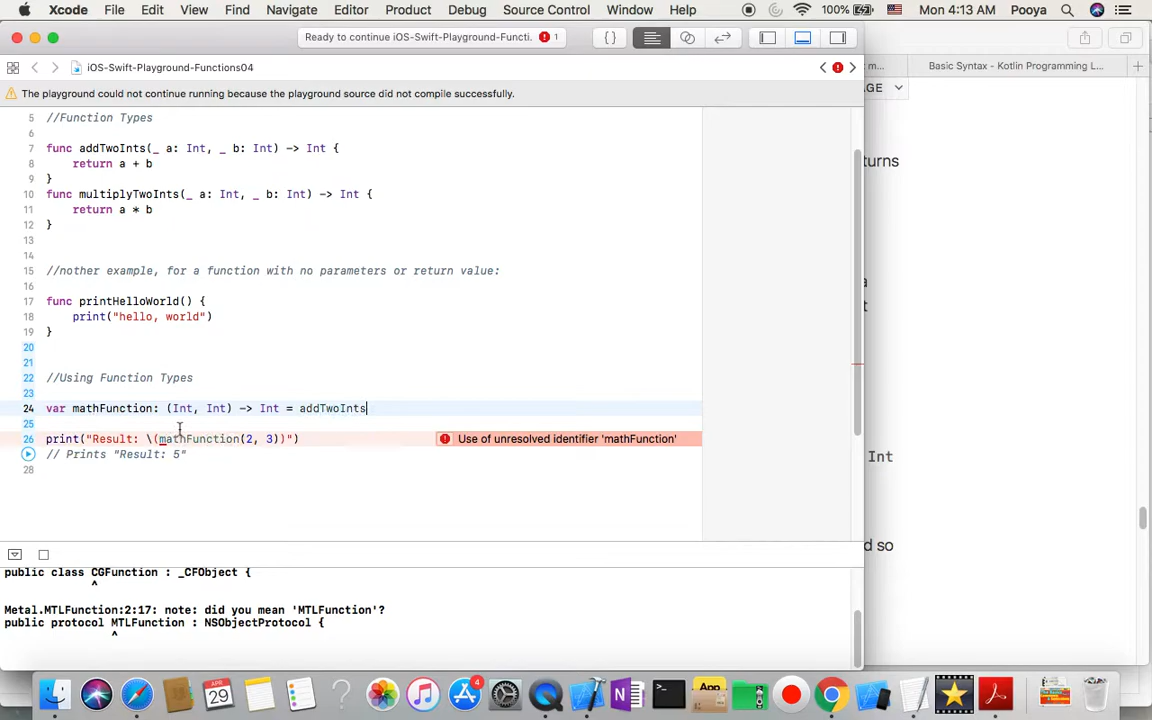 Xcode File Edit View Find Navigate Editor Product Debug Source Control Window Help 100% Mon 4:13 AM Pooya
Ready to continue iOS-Swift-Playground-Functi... 1
iOS-Swift-Playground-Functions04
The playground could not continue running because the playground source did not compile successfully.
5 //Function Types
6
7 func addTwoInts(_ a: Int, _ b: Int) -> Int {
8 return a + b
9 }
10 func multiplyTwoInts(_ a: Int, _ b: Int) -> Int {
11 return a * b
12 }
13
14
15 //nother example, for a function with no parameters or return value:
16
17 func printHelloWorld() {
18 print("hello, world")
19 }
20
21
22 //Using Function Types
23
24 var mathFunction: (Int, Int) -> Int = addTwoInts
25
26 print("Result: \(mathFunction(2, 3))") Use of unresolved identifier 'mathFunction'
// Prints "Result: 5"
28
public class CGFunction : _CFObject {
^
Metal.MTLFunction:2:17: note: did you mean 'MTLFunction'?
public protocol MTLFunction : NSObjectProtocol {
^
m...
Basic Syntax - Kotlin Programming L...
AGE
turns
a
t
Int
d so
APR
29
4
App